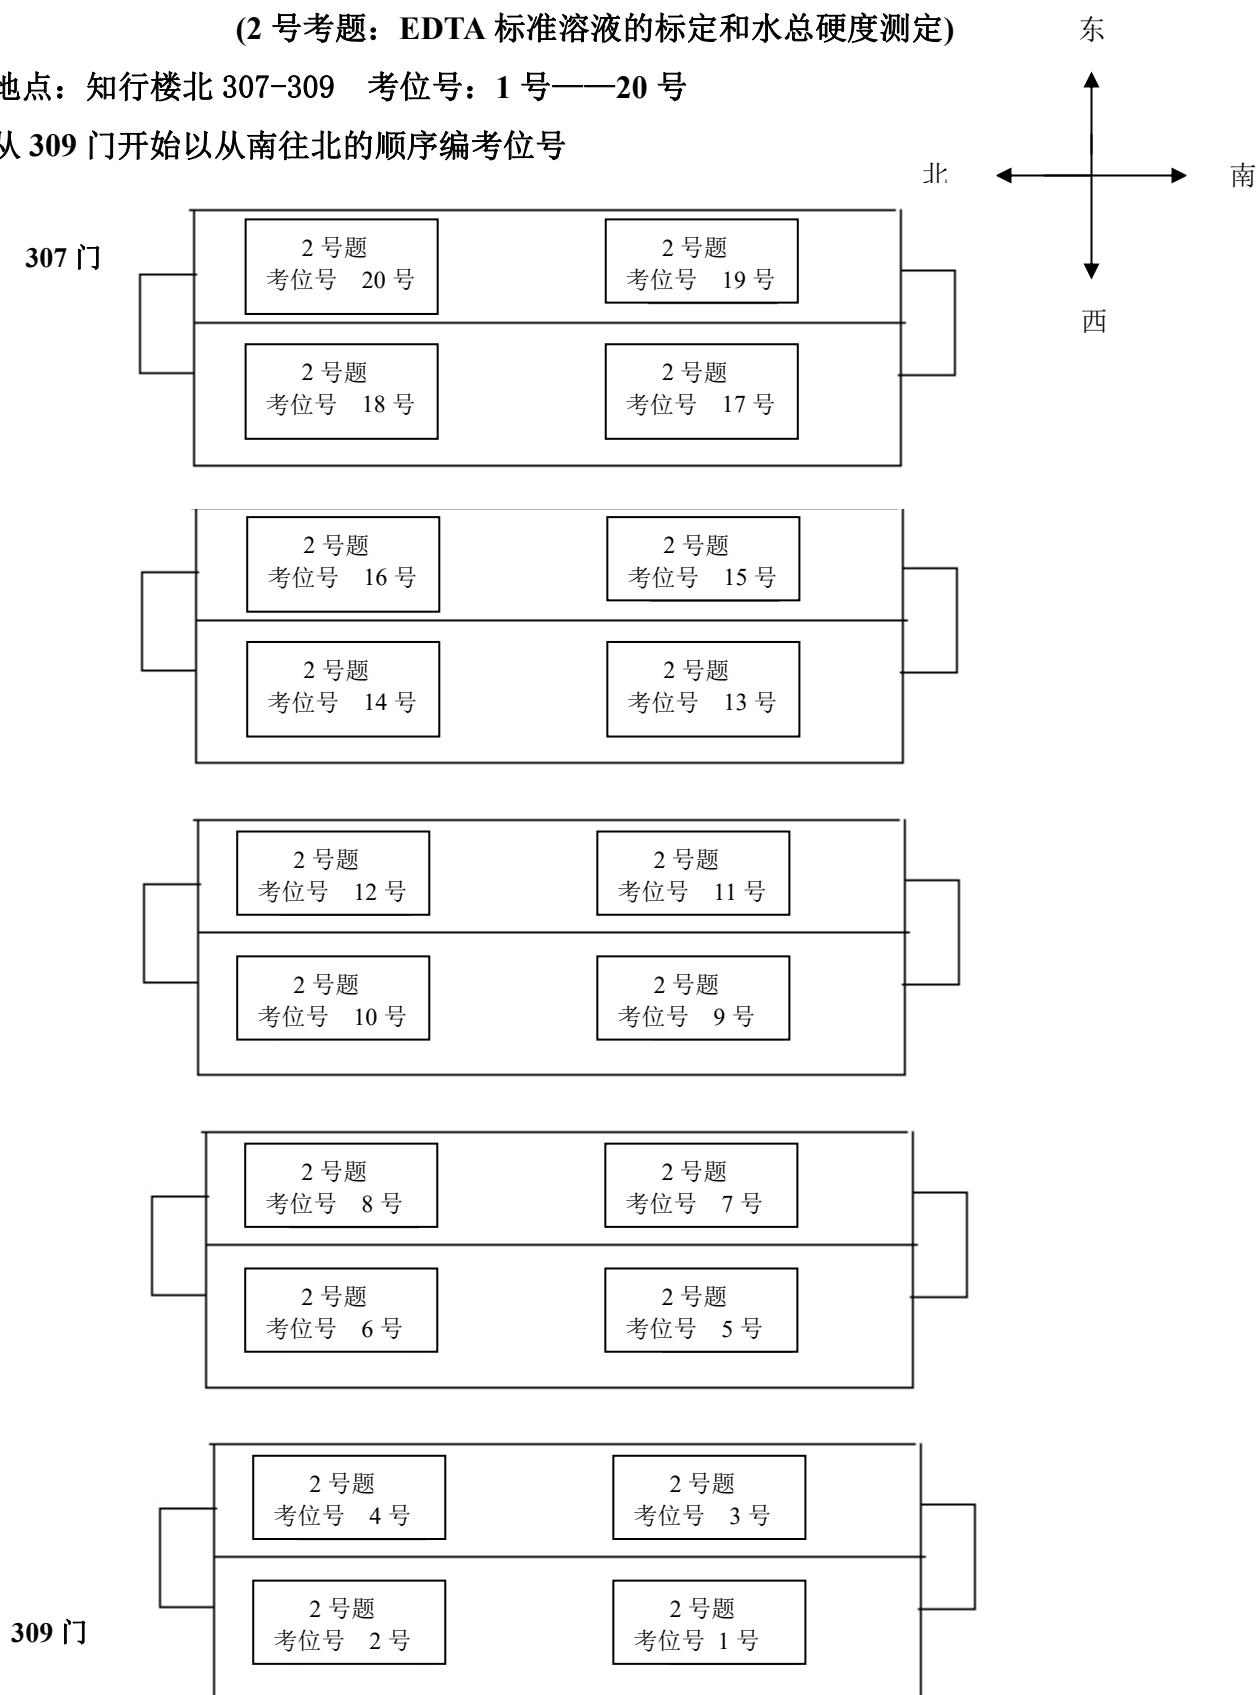 (2 号考题：EDTA 标准溶液的标定和水总硬度测定)
东
地点：知行楼北 307-309 考位号：1 号——20 号
从 309 门开始以从南往北的顺序编考位号
北
南
西
307 门
2 号题
考位号 20 号
2 号题
考位号 19 号
2 号题
考位号 18 号
2 号题
考位号 17 号
2 号题
考位号 16 号
2 号题
考位号 15 号
2 号题
考位号 14 号
2 号题
考位号 13 号
2 号题
考位号 12 号
2 号题
考位号 11 号
2 号题
考位号 10 号
2 号题
考位号 9 号
2 号题
考位号 8 号
2 号题
考位号 7 号
2 号题
考位号 6 号
2 号题
考位号 5 号
2 号题
考位号 4 号
2 号题
考位号 3 号
309 门
2 号题
考位号 2 号
2 号题
考位号 1 号